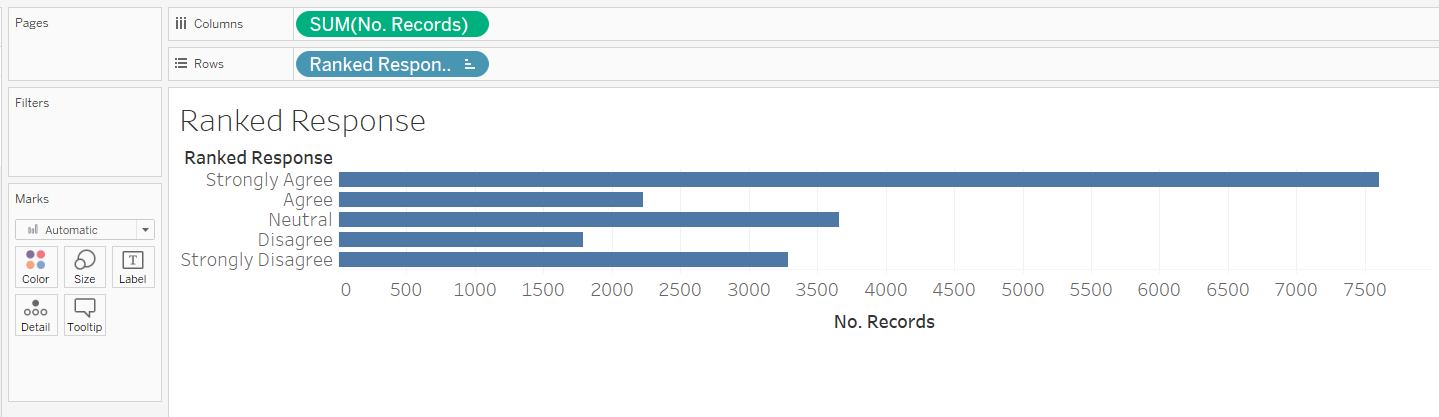 Pages
Columns
SUM(No. Records)
Rows
Ranked Respon..
Filters
Marks
Automatic
Color
Size
T
Label
Detail
Tooltip
Ranked Response
Ranked Response
Strongly Agree
Agree
Neutral
Disagree
Strongly Disagree
0 500 1000 1500 2000 2500 3000 3500 4000 4500 5000 5500 6000 6500 7000 7500
No. Records